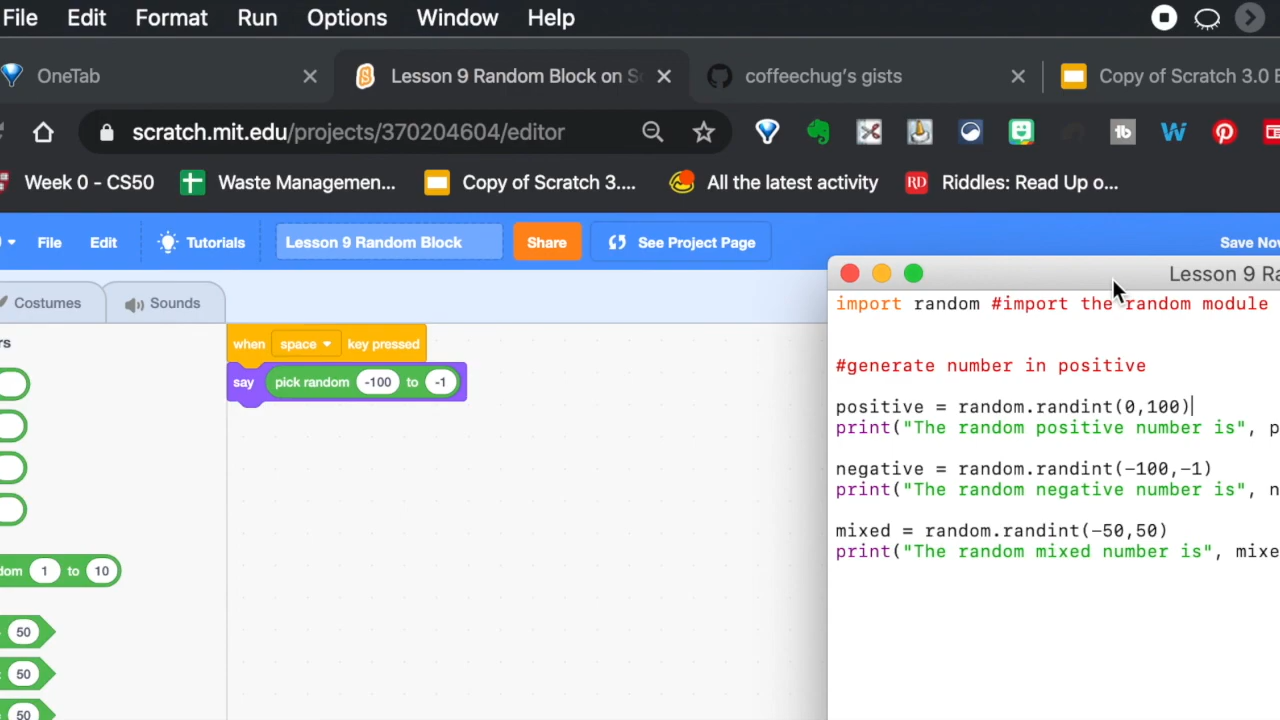 File Edit Format Run Options Window Help
OneTab Lesson 9 Random Block on S coffeechug's gists Copy of Scratch 3.0 E
scratch.mit.edu/projects/370204604/editor
Week 0 - CS50 Waste Managemen... Copy of Scratch 3.... All the latest activity RD Riddles: Read Up o...
File Edit Tutorials Lesson 9 Random Block Share See Project Page Save Now
Costumes Sounds
when space key pressed
say pick random -100 to -1
rs
dom 1 to 10
50
50
50
Lesson 9 Ra
import random #import the random module
#generate number in positive
positive = random.randint(0,100)
print("The random positive number is", p
negative = random.randint(-100,-1)
print("The random negative number is", n
mixed = random.randint(-50,50)
print("The random mixed number is", mixe